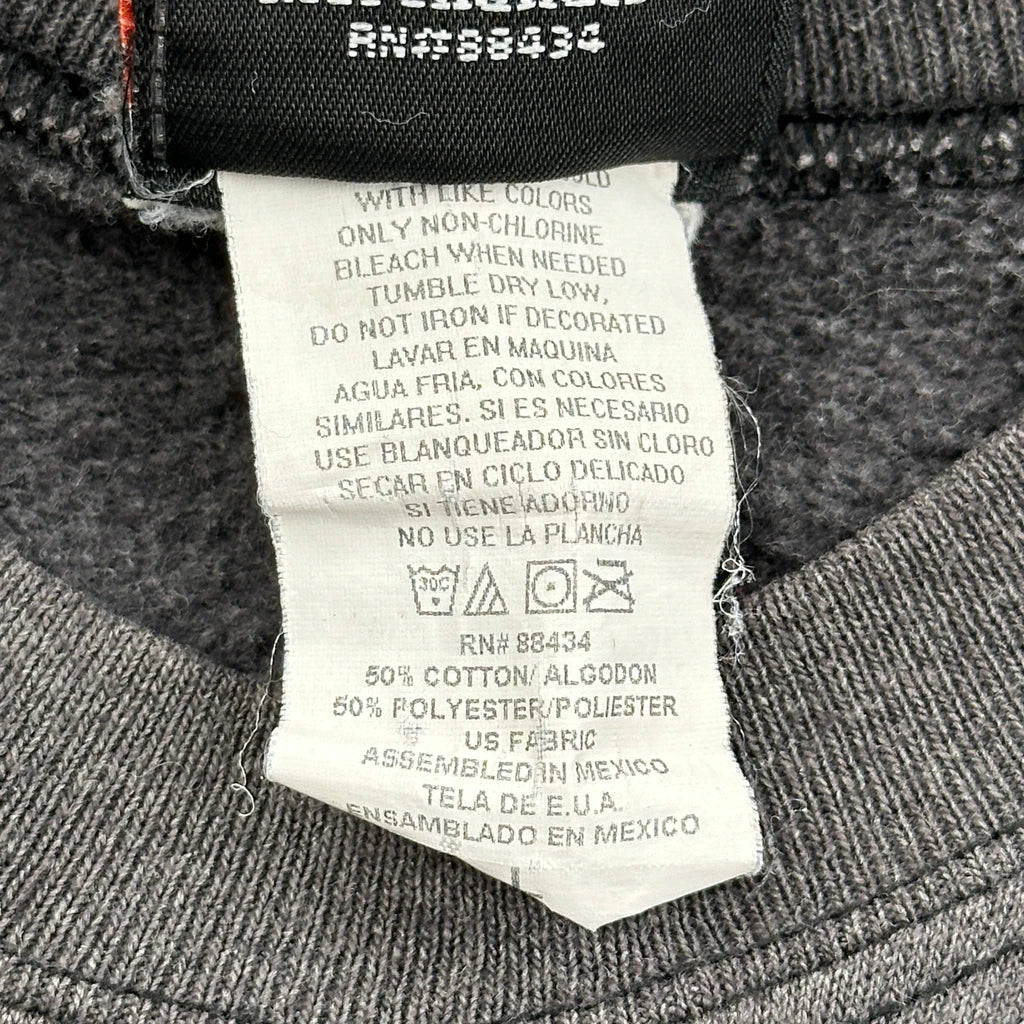 RN#88434
WITH LIKE COLORS
ONLY NON-CHLORINE
BLEACH WHEN NEEDED
TUMBLE DRY LOW,
DO NOT IRON IF DECORATED
LAVAR EN MAQUINA
AGUA FRIA, CON COLORES
SIMILARES. SI ES NECESARIO
USE BLANQUEADOR SIN CLORO
SECAR EN CICLO DELICADO
SI TIENE ADORNO
NO USE LA PLANCHA
30C
RN# 88434
50% COTTON/ ALGODON
50% POLYESTER/POLIESTER
US FABRIC
ASSEMBLED IN MEXICO
TELA DE E.U.A.
ENSAMBLADO EN MEXICO